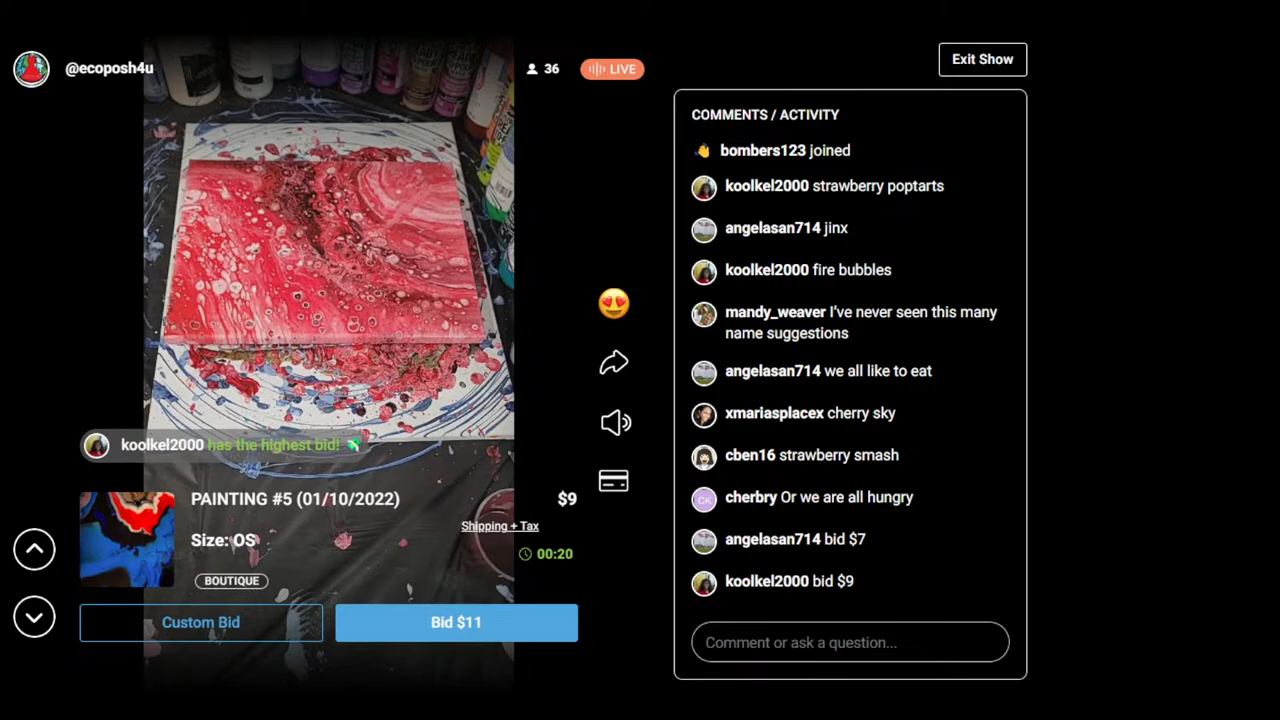 @ecoposh4u
36
LIVE
Exit Show
COMMENTS / ACTIVITY
bombers123 joined
koolkel2000 strawberry poptarts
angelasan714 jinx
koolkel2000 fire bubbles
mandy_weaver I've never seen this many
name suggestions
angelasan714 we all like to eat
xmariasplacex cherry sky
cben16 strawberry smash
CK
cherbry Or we are all hungry
angelasan714 bid $7
koolkel2000 bid $9
Comment or ask a question...
koolkel2000 has the highest bid!
PAINTING #5 (01/10/2022)
$9
Shipping + Tax
Size: OS
00:20
BOUTIQUE
Custom Bid
Bid $11